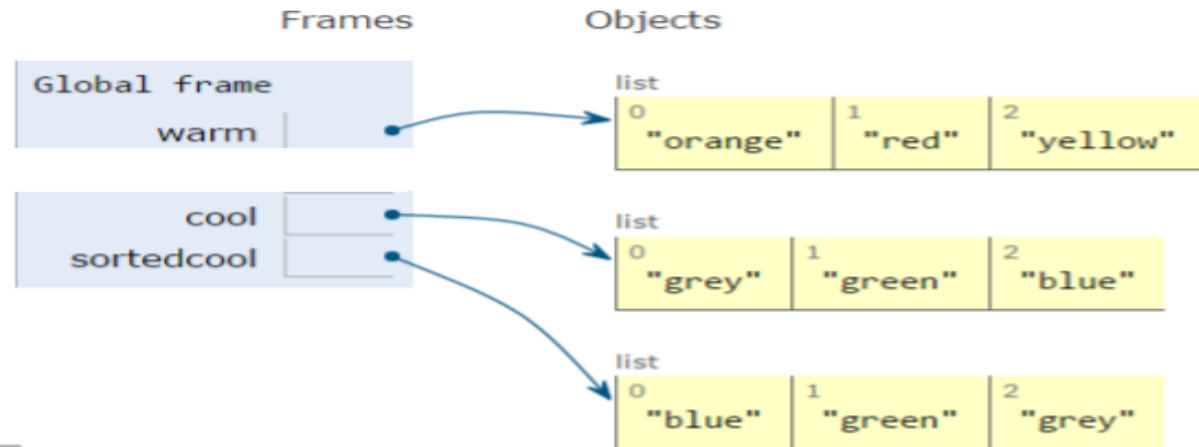 Frames Objects
Global frame
list
warm
0 1 2
"orange" "red" "yellow"
cool
list
sortedcool
0 1 2
"grey" "green" "blue"
list
0 1 2
"blue" "green" "grey"